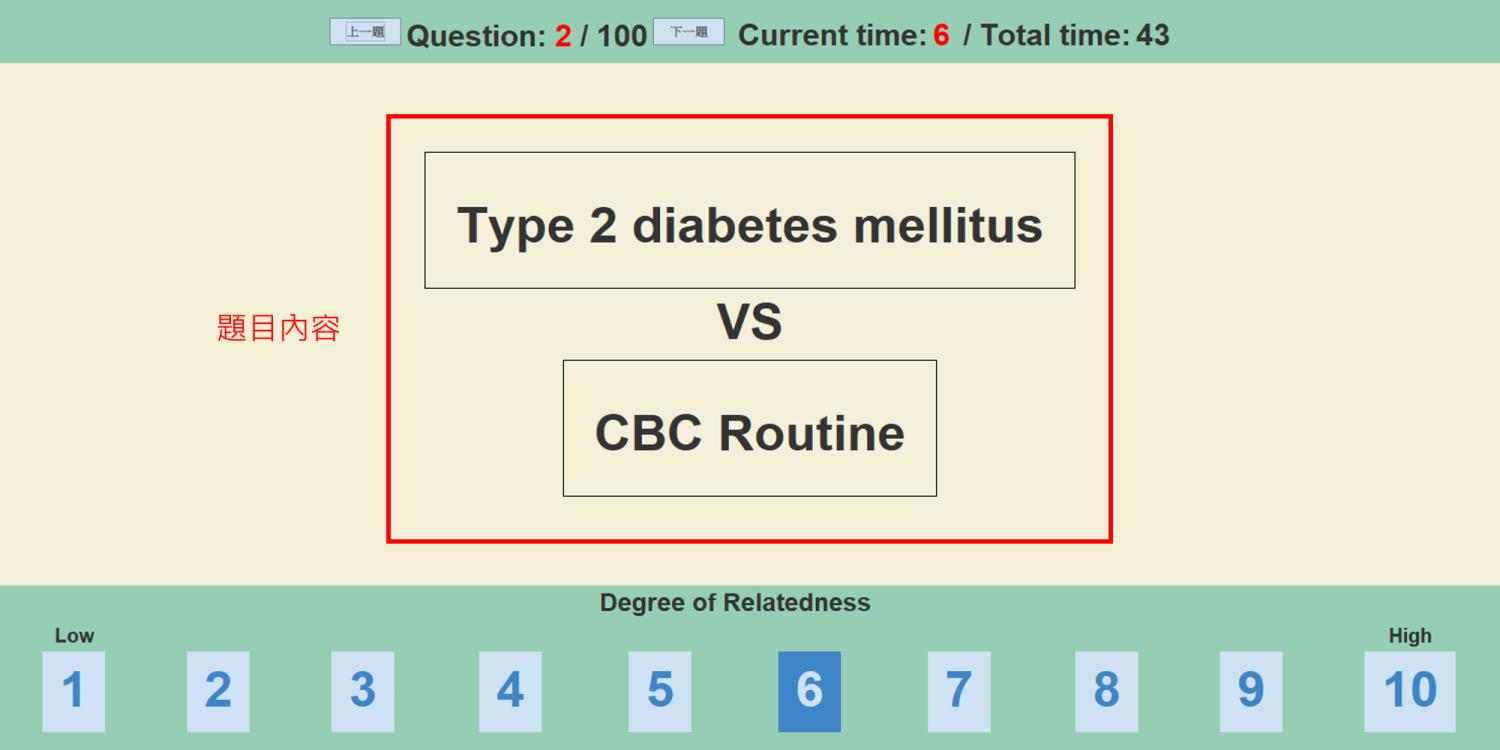 上一題 Question: 2 / 100 下一題 Current time: 6 / Total time: 43
Type 2 diabetes mellitus
VS
題目內容
CBC Routine
Degree of Relatedness
Low High
1 2 3 4 5 6 7 8 9 10